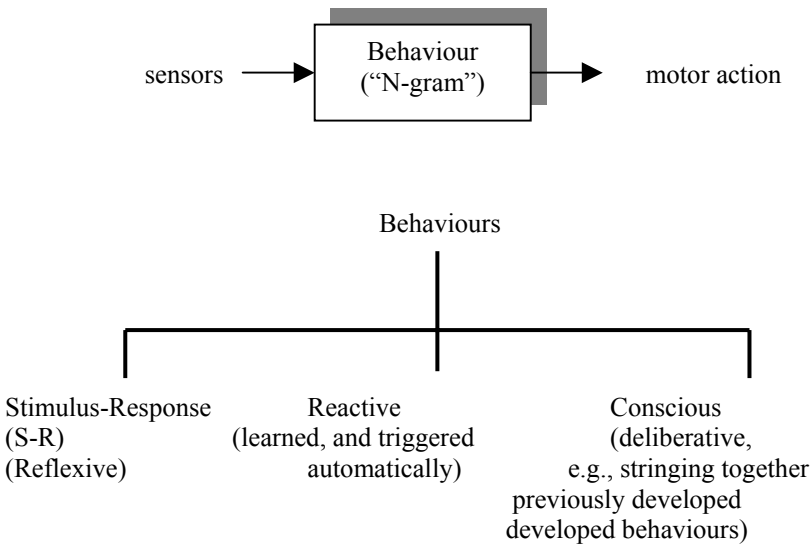 sensors
Behaviour
(“N-gram”)
motor action
Behaviours
Stimulus-Response
(S-R)
(Reflexive)
Reactive
(learned, and triggered
automatically)
Conscious
(deliberative,
e.g., stringing together
previously developed
developed behaviours)